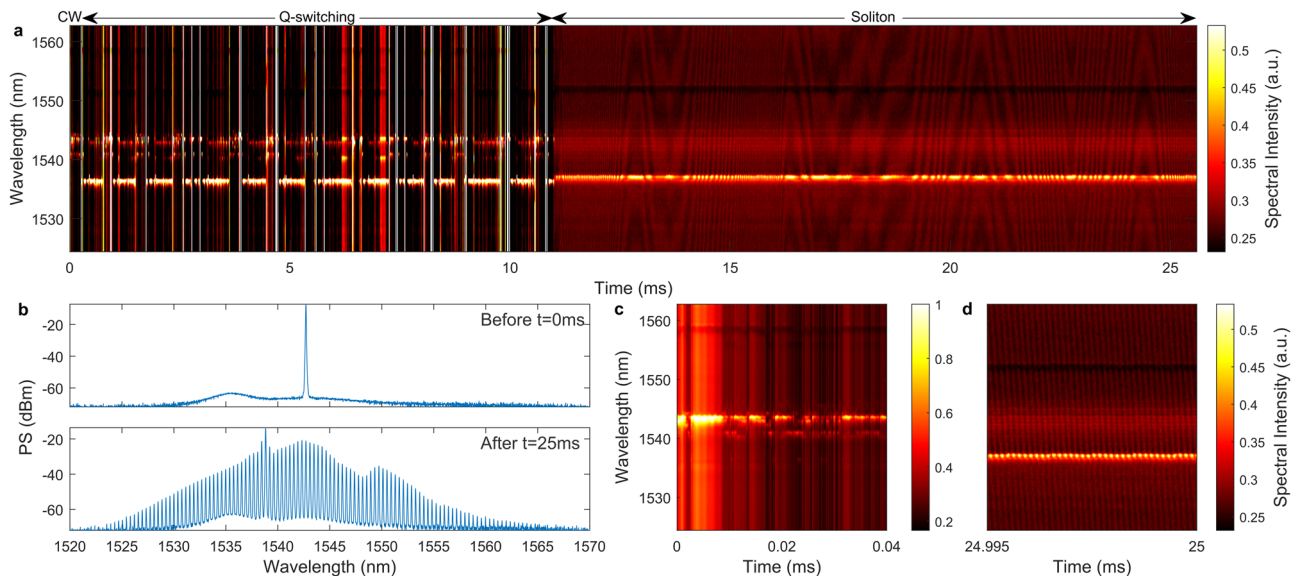 CW Q-switching Soliton
a
1560
1550
1540
1530
Wavelength (nm)
0 5 10 15 20 25
Time (ms)
0.5
0.45
0.4
0.35
0.3
0.25
Spectral Intensity (a.u.)
b
Before t=0ms
-20
-40
-60
After t=25ms
-20
-40
-60
PS (dBm)
1520 1525 1530 1535 1540 1545 1550 1555 1560 1565 1570
Wavelength (nm)
c
1560
1550
1540
1530
Wavelength (nm)
0 0.02 0.04
Time (ms)
1
0.8
0.6
0.4
0.2
d
24.995 25
Time (ms)
0.5
0.45
0.4
0.35
0.3
0.25
Spectral Intensity (a.u.)